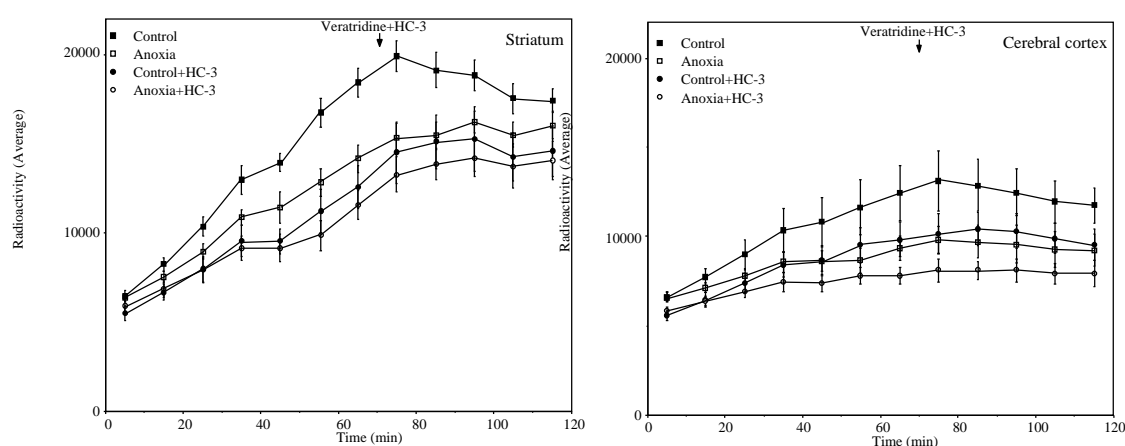 Veratridine+HC-3
Striatum
Control
Anoxia
Control+HC-3
Anoxia+HC-3
20000
10000
0
Radioactivity (Average)
0 20 40 60 80 100 120
Time (min)
Veratridine+HC-3
Cerebral cortex
Control
Anoxia
Control+HC-3
Anoxia+HC-3
20000
10000
0
Radioactivity (Average)
0 20 40 60 80 100 120
Time (min)